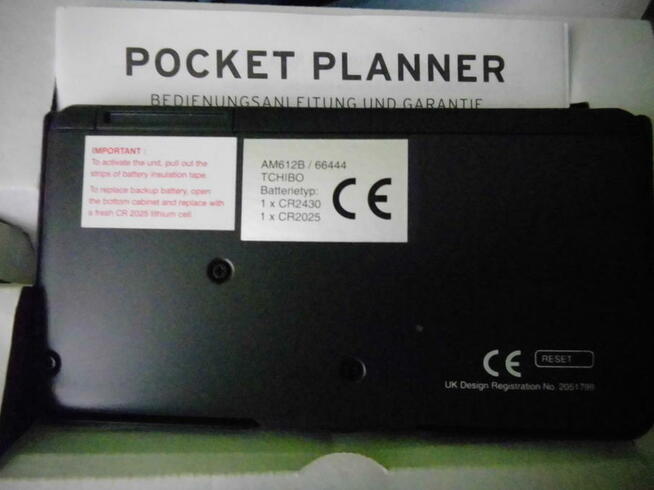 POCKET PLANNER
BEDIENUNGSANLEITUNG UND GARANTIE
IMPORTANT :
To activate the unit, pull out the
strips of battery insulation tape.
To replace backup battery, open
the bottom cabinet and replace with
a fresh CR 2025 lithium cell.
AM612B / 66444
TCHIBO
Batterietyp:
1 x CR2430
1 x CR2025
CE
CE
RESET
UK Design Registration No. 2051798